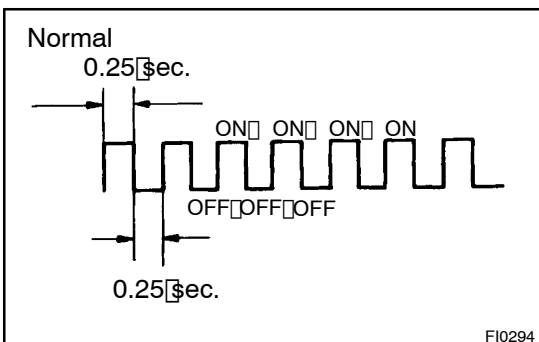 Normal
0.25 sec.
ON ON ON ON
OFF OFF OFF
0.25 sec.
FI0294